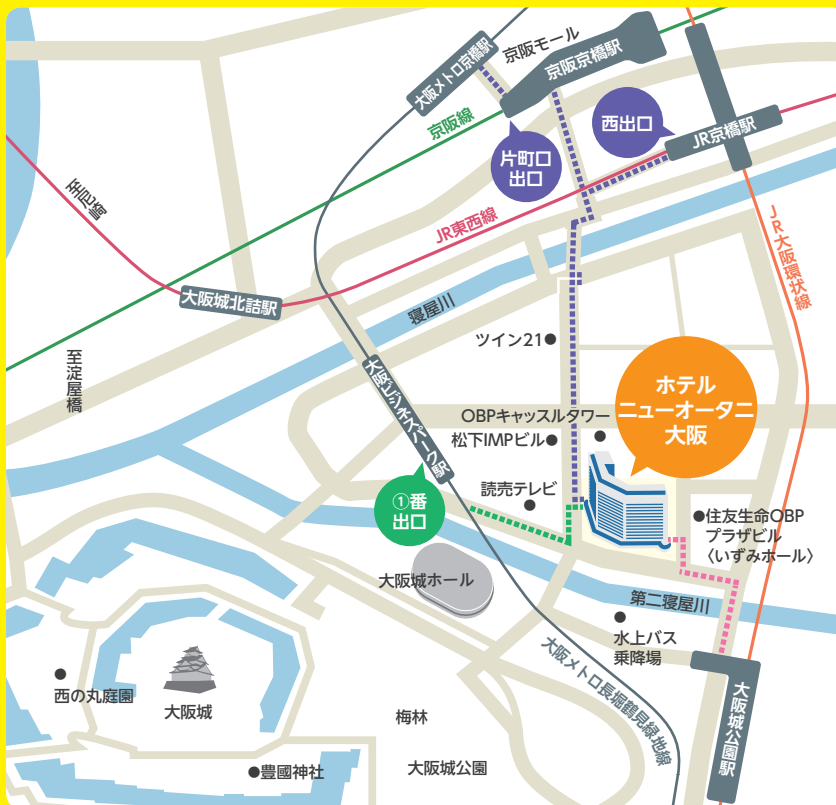 大阪メトロ京橋駅
京阪モール
京阪京橋駅
京阪線
片町口
出口
西出口
JR京橋駅
至尼崎
JR東西線
JR大阪環状線
大阪城北詰駅
寝屋川
至淀屋橋
ツイン21
大阪ビジネスパーク駅
ホテル
ニューオータニ
大阪
OBPキャッスルタワー
松下IMPビル
読売テレビ
①番
出口
住友生命OBP
プラザビル
〈いずみホール〉
大阪城ホール
第二寝屋川
水上バス
乗降場
大阪メトロ長堀鶴見緑地線
西の丸庭園
大阪城
梅林
大阪城公園駅
豊國神社
大阪城公園